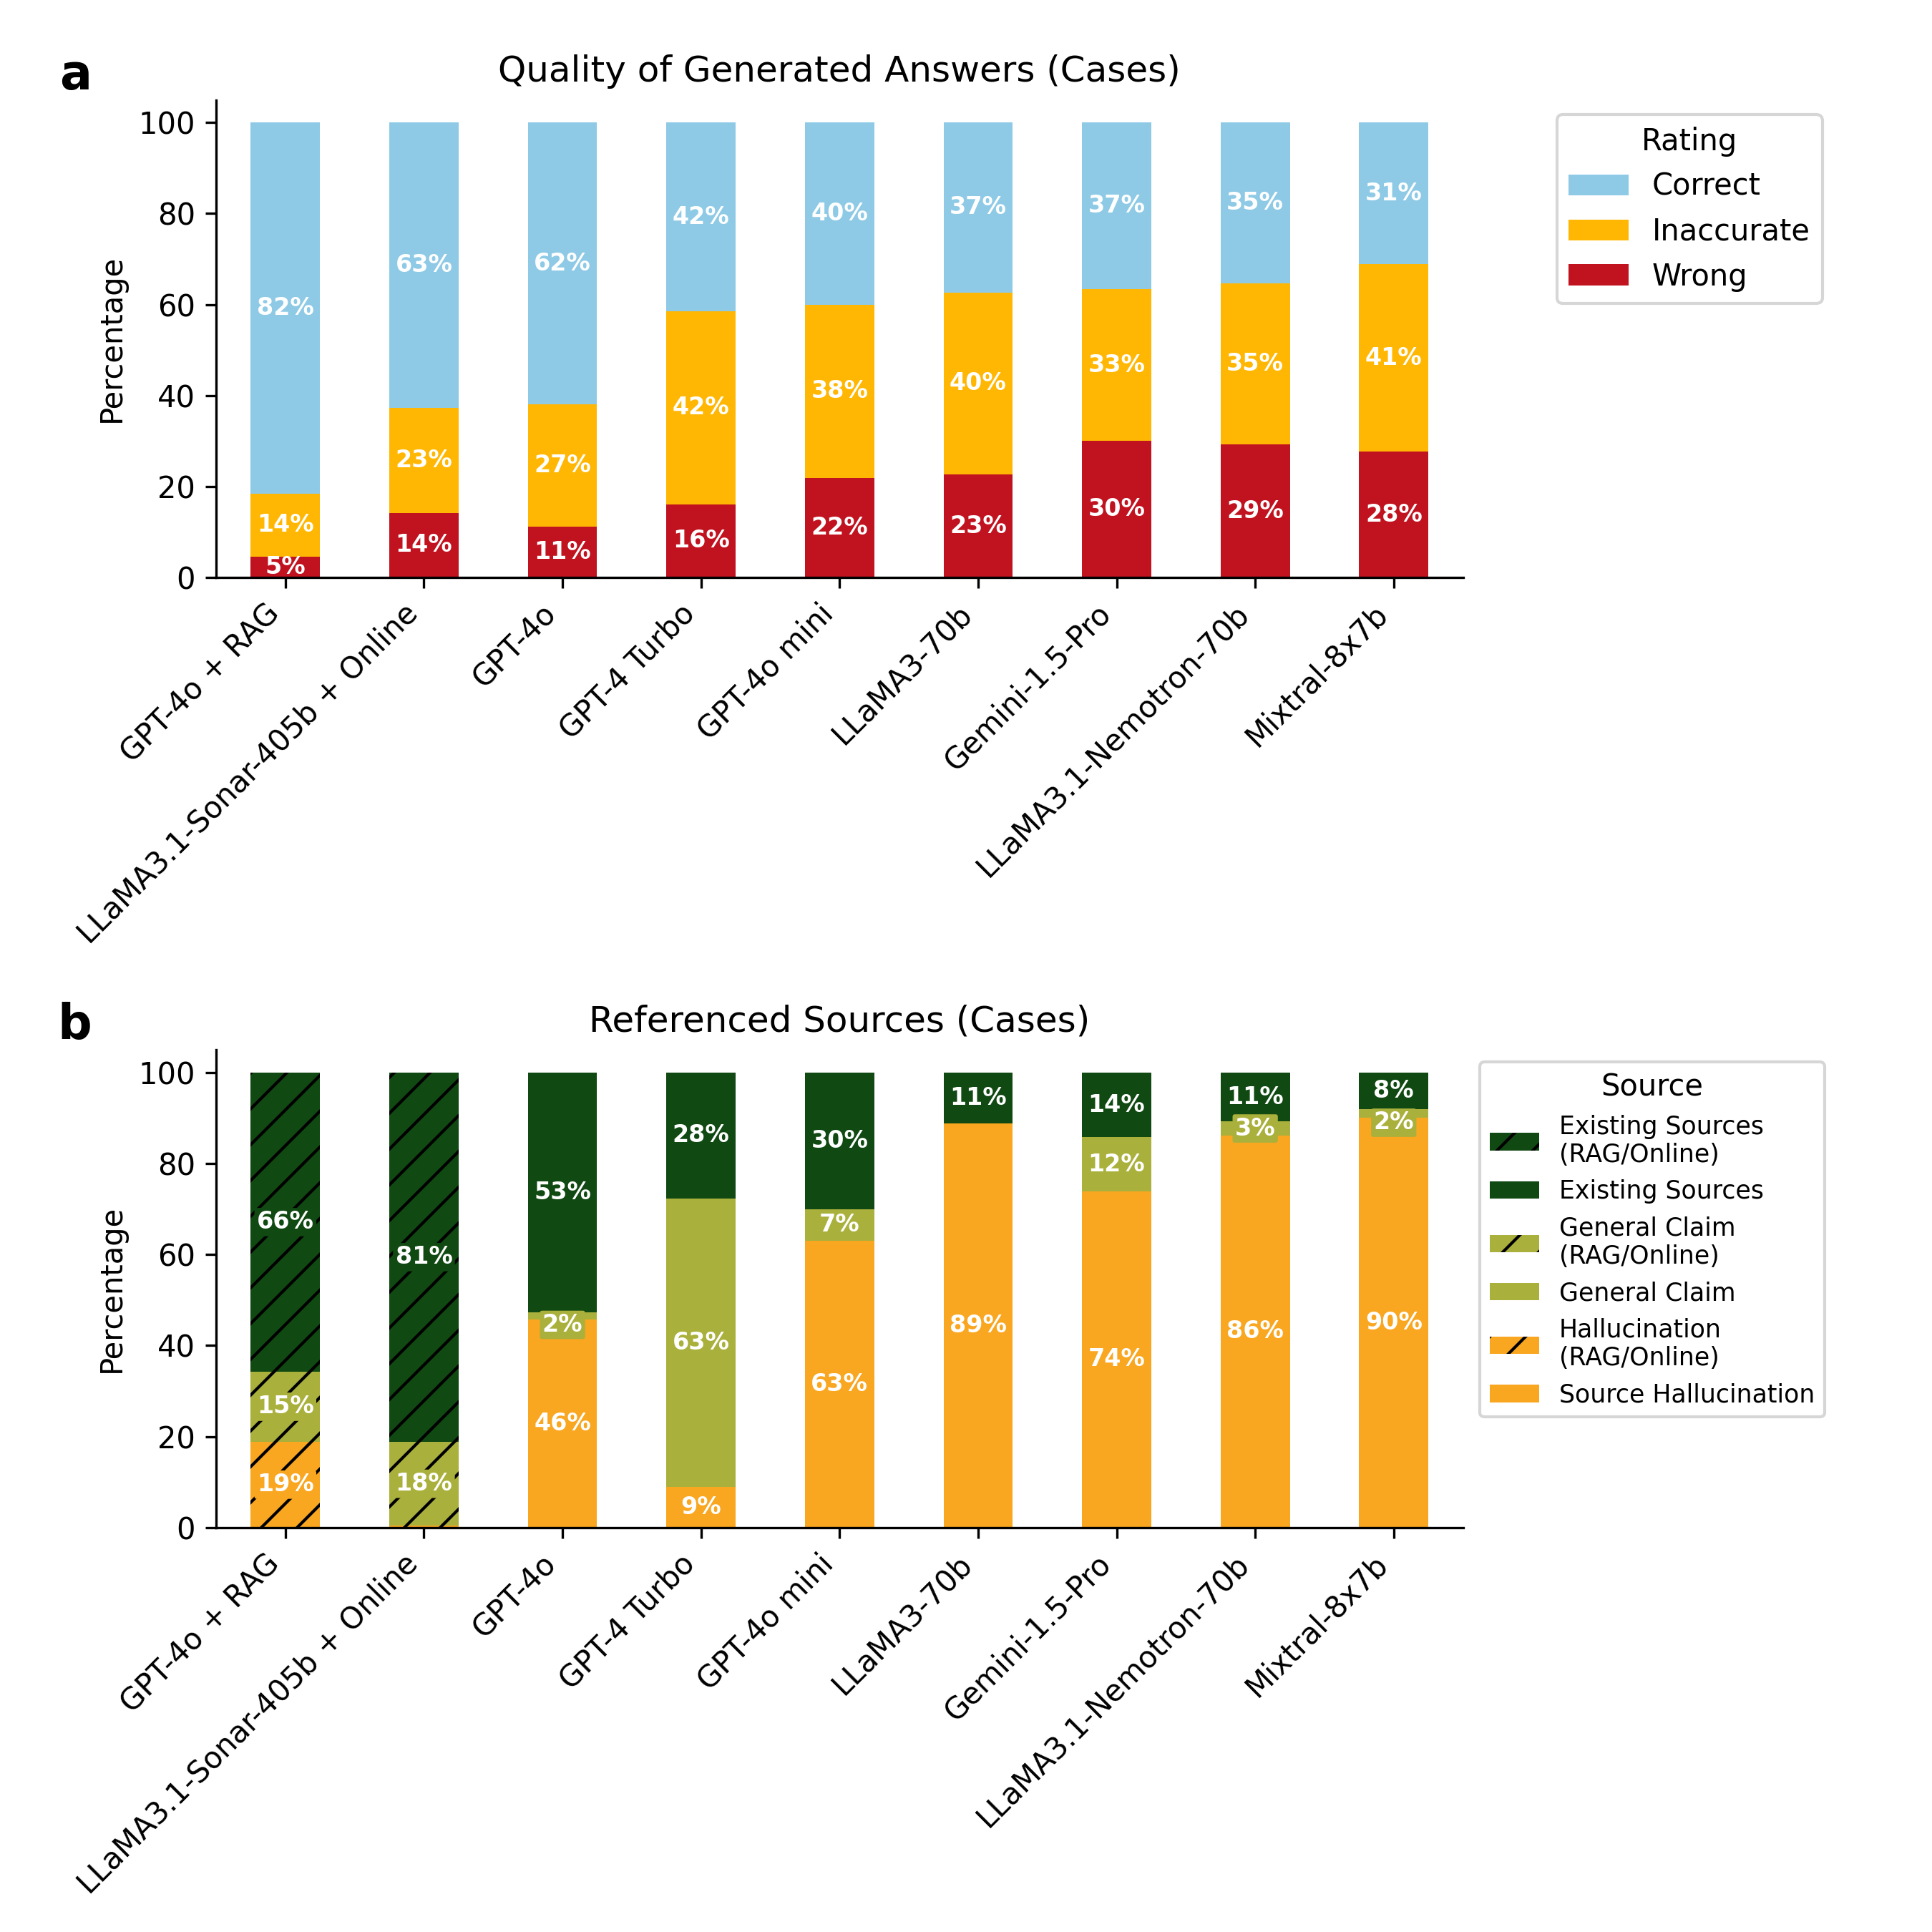 a
Quality of Generated Answers (Cases)
Percentage
100
80
60
40
20
0
82%
14%
5%
63%
23%
14%
62%
27%
11%
42%
42%
16%
40%
38%
22%
37%
40%
23%
37%
33%
30%
35%
35%
29%
31%
41%
28%
GPT-4o + RAG
LLaMA3.1-Sonar-405b + Online
GPT-4o
GPT-4 Turbo
GPT-4o mini
LLaMA3-70b
Gemini-1.5-Pro
LLaMA3.1-Nemotron-70b
Mixtral-8x7b
Rating
Correct
Inaccurate
Wrong
b
Referenced Sources (Cases)
Percentage
100
80
60
40
20
0
66%
15%
19%
81%
18%
53%
2%
46%
28%
63%
9%
30%
7%
63%
11%
89%
14%
12%
74%
11%
3%
86%
8%
2%
90%
GPT-4o + RAG
LLaMA3.1-Sonar-405b + Online
GPT-4o
GPT-4 Turbo
GPT-4o mini
LLaMA3-70b
Gemini-1.5-Pro
LLaMA3.1-Nemotron-70b
Mixtral-8x7b
Source
Existing Sources
(RAG/Online)
Existing Sources
General Claim
(RAG/Online)
General Claim
Hallucination
(RAG/Online)
Source Hallucination